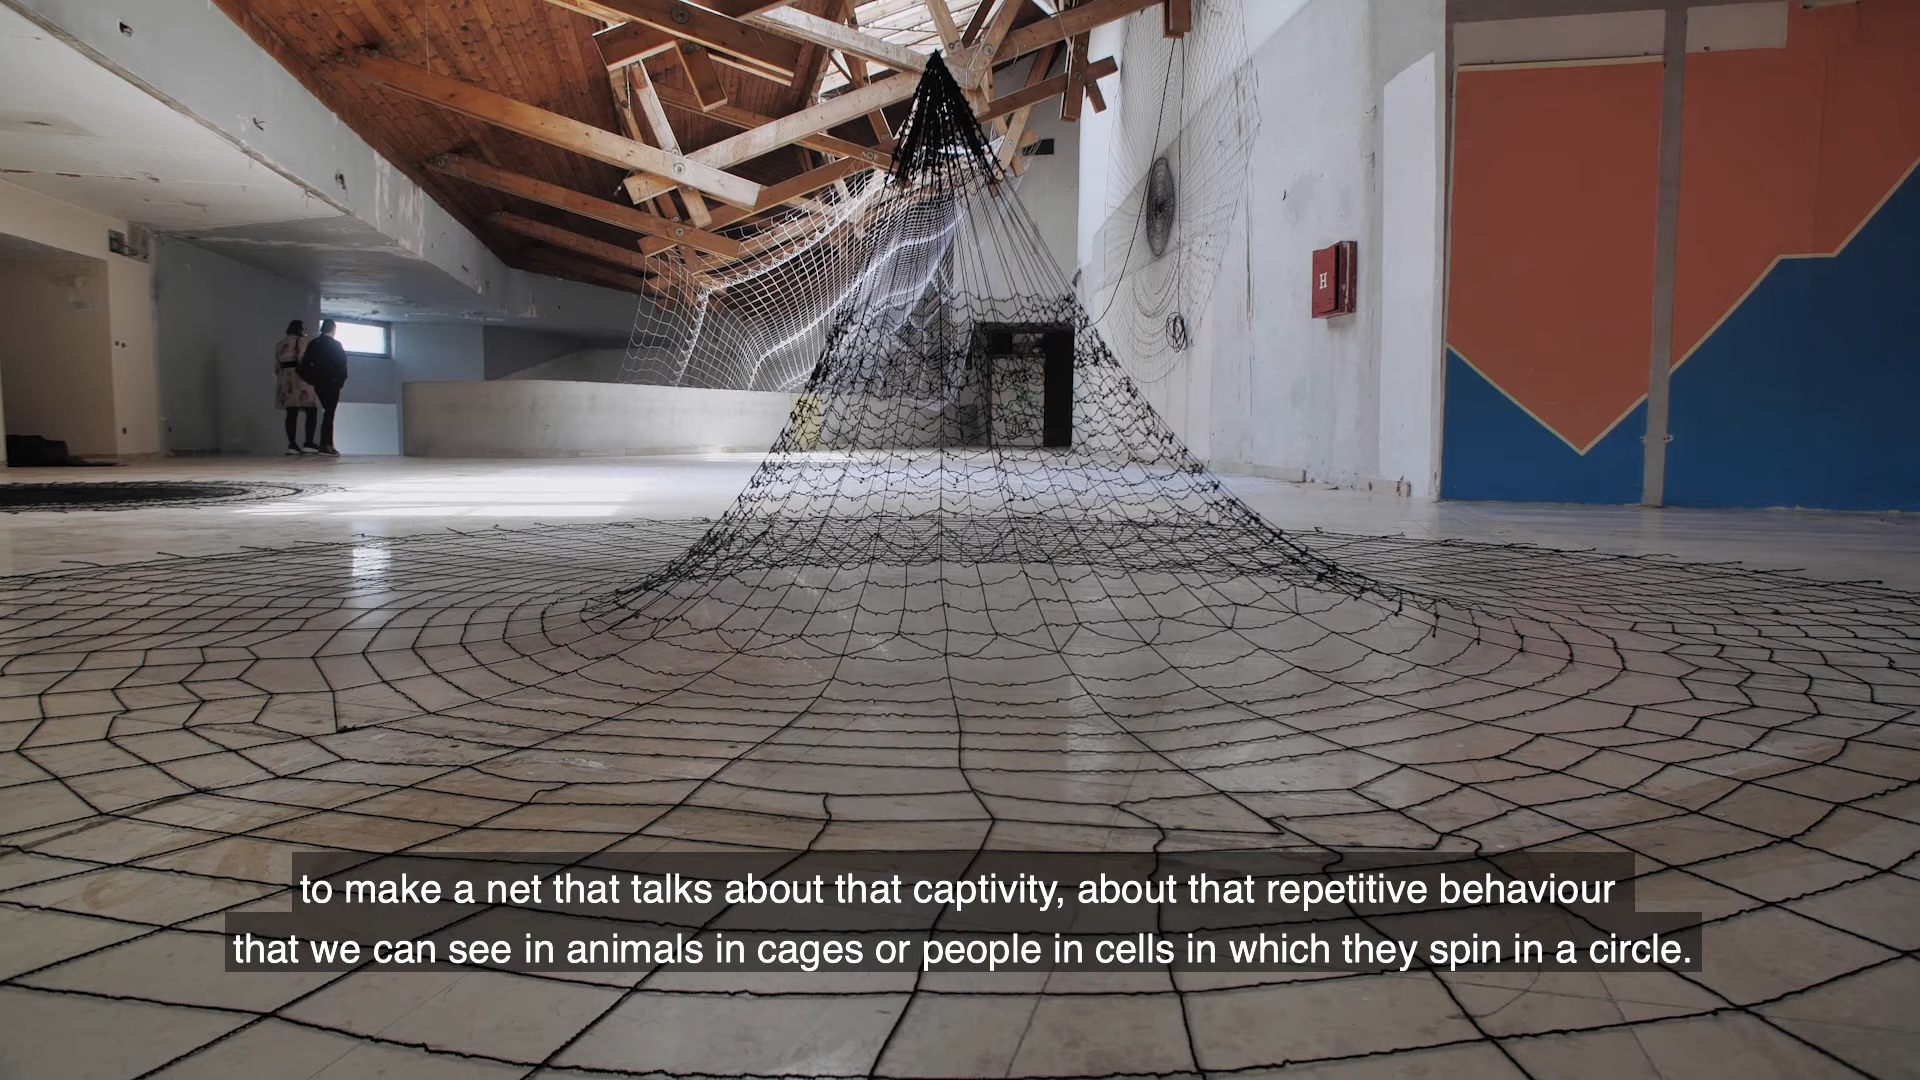 H
to make a net that talks about that captivity, about that repetitive behaviour
that we can see in animals in cages or people in cells in which they spin in a circle.